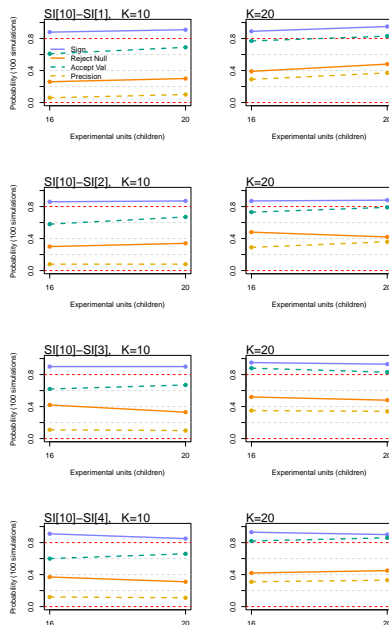 SI[10]−SI[1],  K=10
K=20
Sign
Reject Null
Accept Val
Precision
Probability (100 simulations)
0.0 0.4 0.8
0.0 0.4 0.8
16 20
16 20
Experimental units (children)
Experimental units (children)
SI[10]−SI[2],  K=10
K=20
Probability (100 simulations)
0.0 0.4 0.8
0.0 0.4 0.8
16 20
16 20
Experimental units (children)
Experimental units (children)
SI[10]−SI[3],  K=10
K=20
Probability (100 simulations)
0.0 0.4 0.8
0.0 0.4 0.8
16 20
16 20
Experimental units (children)
Experimental units (children)
SI[10]−SI[4],  K=10
K=20
Probability (100 simulations)
0.0 0.4 0.8
0.0 0.4 0.8
16 20
16 20